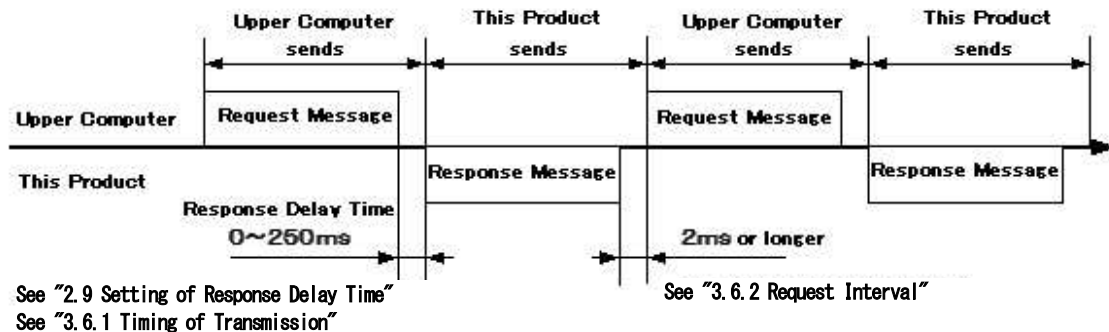 Upper Computer This Product Upper Computer This Product
sends sends sends sends
Request Message Request Message
Upper Computer
This Product
Response Message Response Message
Response Delay Time
0～250ms 2ms or longer
See "2.9 Setting of Response Delay Time" See "3.6.2 Request Interval"
See "3.6.1 Timing of Transmission"